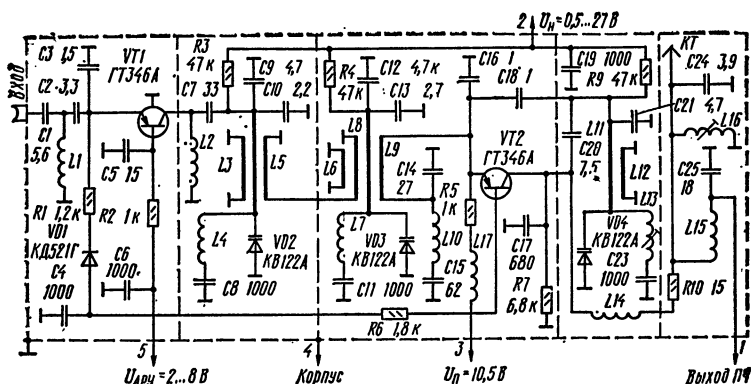 2 Uн=0,5...27 В
C3 1,5
VT1
ГТ346А
R3
47к
C9 4,7
C10
2,2
R4
47к
C12 4,7к
C13
2,7
C16 1
C18 1
C19 1000
R9 47к
КТ
C24 3,9
ВХОД
C2 3,3
C7 33
C21
4,7
L16
C1
5,6
L1
C5 15
L2
L3
L5
L8
L6
L9
C14
27
VT2
ГТ346А
L11
C20
7,5
L12
L13
C25
18
R1 1,2к
R2 1к
R5
1к
VD1
КД521Г
L4
VD2
КВ122А
L7
VD3
КВ122А
L10
L17
C17
680
VD4
КВ122А
L15
C4
1000
C6
1000
C8 1000
C11 1000
C15
62
R7
6,8к
C23
1000
L14
R10 15
R6 1,8к
5
4
3
1
UАРУ=2...8 В
Корпус
Uп=10,5 В
Выход ПЧ